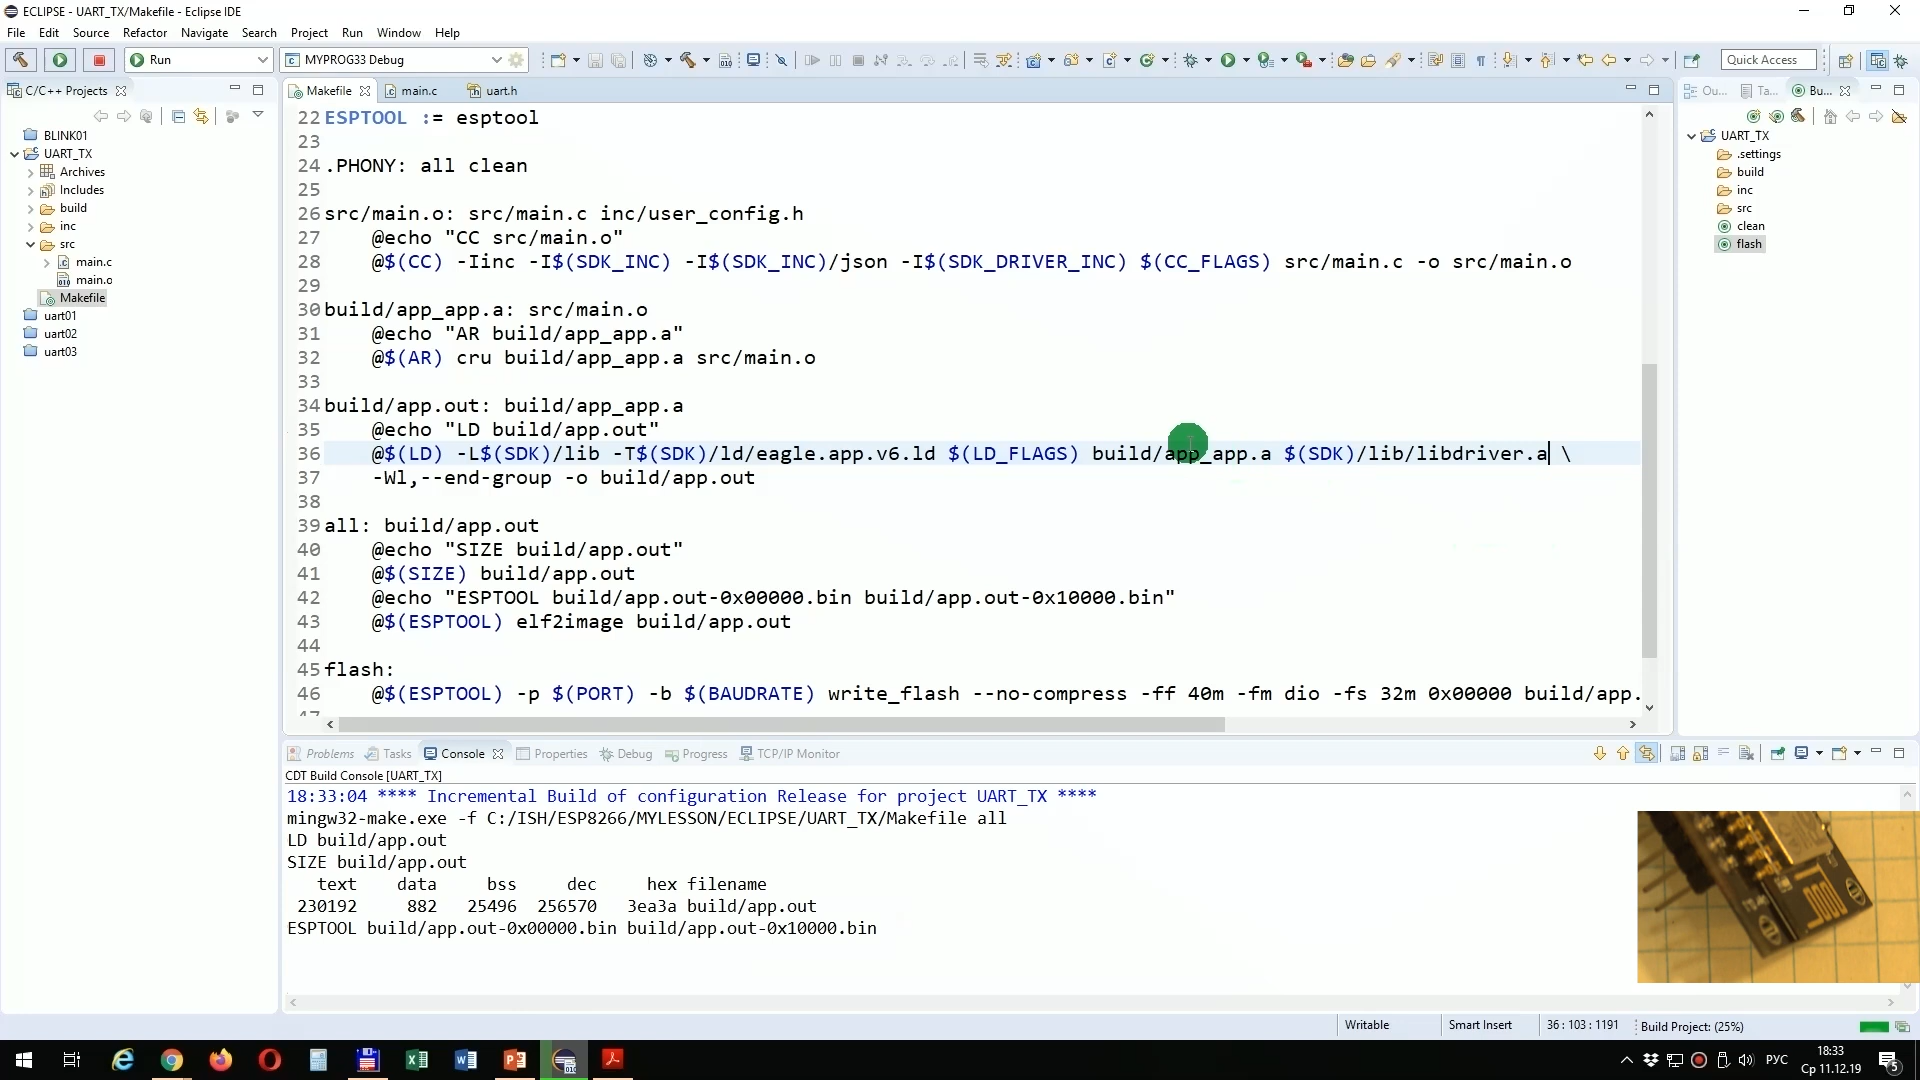 ECLIPSE - UART_TX/Makefile - Eclipse IDE
File Edit Source Refactor Navigate Search Project Run Window Help
Run MYPROG33 Debug Quick Access
C/C++ Projects
BLINK01
UART_TX
Archives
Includes
build
inc
src
main.c
main.o
Makefile
uart01
uart02
uart03
Makefile main.c uart.h
22 ESPTOOL := esptool
23
24 .PHONY: all clean
25
26 src/main.o: src/main.c inc/user_config.h
27 @echo "CC src/main.o"
28 @$(CC) -Iinc -I$(SDK_INC) -I$(SDK_INC)/json -I$(SDK_DRIVER_INC) $(CC_FLAGS) src/main.c -o src/main.o
29
30 build/app_app.a: src/main.o
31 @echo "AR build/app_app.a"
32 @$(AR) cru build/app_app.a src/main.o
33
34 build/app.out: build/app_app.a
35 @echo "LD build/app.out"
36 @$(LD) -L$(SDK)/lib -T$(SDK)/ld/eagle.app.v6.ld $(LD_FLAGS) build/app_app.a $(SDK)/lib/libdriver.a \
37 -Wl,--end-group -o build/app.out
38
39 all: build/app.out
40 @echo "SIZE build/app.out"
41 @$(SIZE) build/app.out
42 @echo "ESPTOOL build/app.out-0x00000.bin build/app.out-0x10000.bin"
43 @$(ESPTOOL) elf2image build/app.out
44
45 flash:
46 @$(ESPTOOL) -p $(PORT) -b $(BAUDRATE) write_flash --no-compress -ff 40m -fm dio -fs 32m 0x00000 build/app.
47
Ou... Ta... Bu...
UART_TX
.settings
build
inc
src
clean
flash
Problems Tasks Console Properties Debug Progress TCP/IP Monitor
CDT Build Console [UART_TX]
18:33:04 **** Incremental Build of configuration Release for project UART_TX ****
mingw32-make.exe -f C:/ISH/ESP8266/MYLESSON/ECLIPSE/UART_TX/Makefile all
LD build/app.out
SIZE build/app.out
text data bss dec hex filename
230192 882 25496 256570 3ea3a build/app.out
ESPTOOL build/app.out-0x00000.bin build/app.out-0x10000.bin
Writable Smart Insert 36 : 103 : 1191 Build Project: (25%)
РУС 18:33
Ср 11.12.19 5